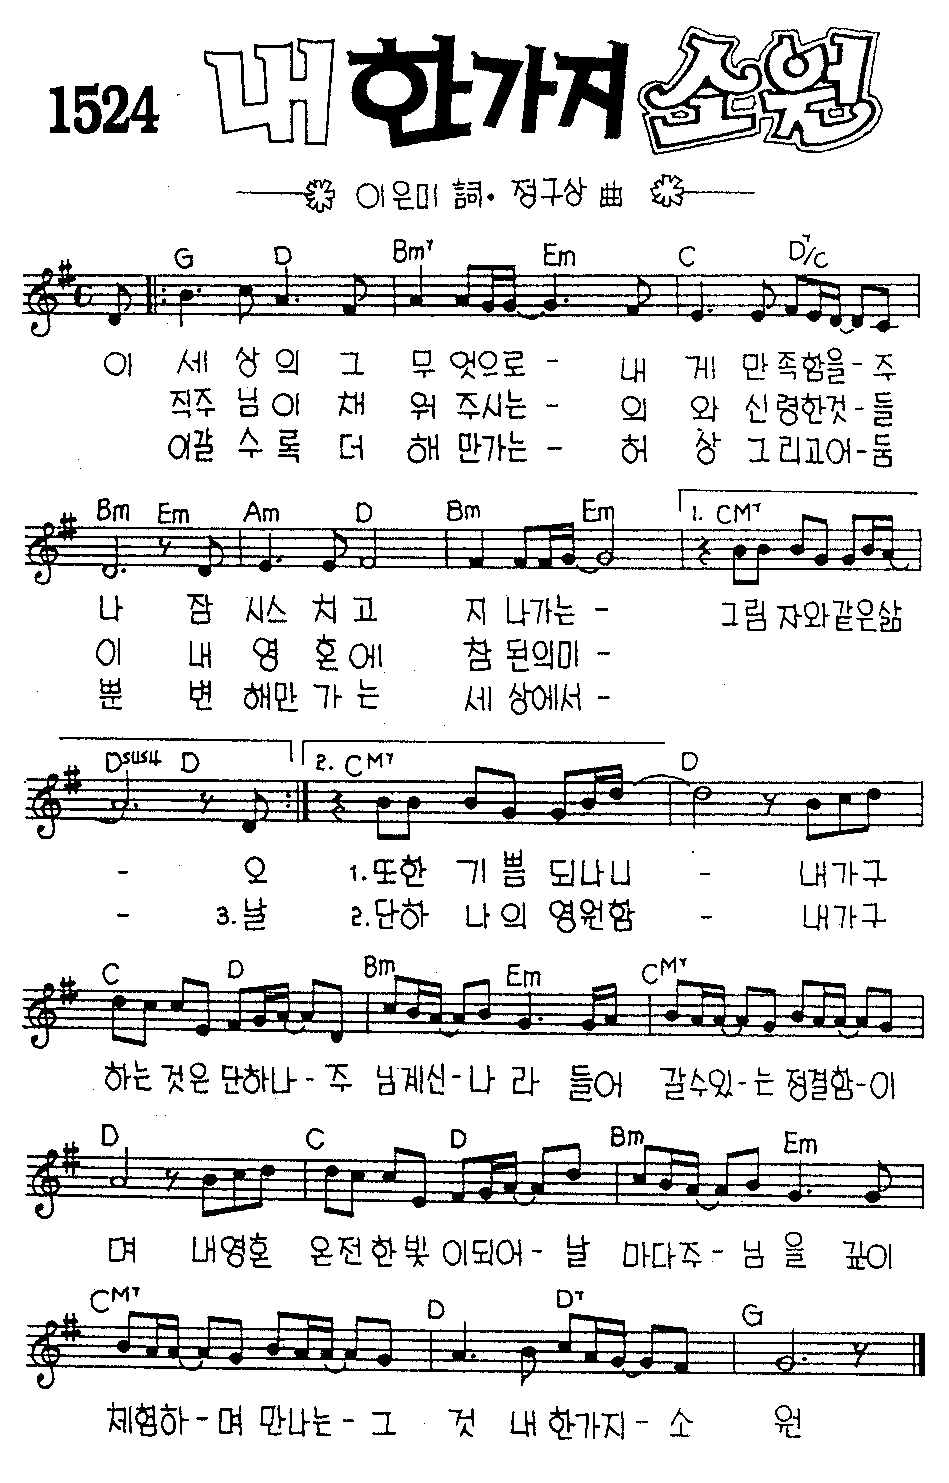 1524 내 한가지 소원
이은미 詞. 정구상 曲
G D Bm7 Em C D7/C
이 세 상 의 그 무 엇으로 - 내 게 만 족함을 - 주
직주 님 이 채 워 주시는 - 의 와 신 령한것 - 들
이갈 수 록 더 해 만가는 - 허 상 그 리고어 - 둠
Bm Em Am D Bm Em 1. CM7
나 잠 시스 치 고 지 나가는 - 그림 자와같은삶
이 내 영 혼 에 참 된의미 -
뿐 변 해만 가 는 세 상에서 -
Dsus4 D 2. CM7 D
- 오 1.또한 기 쁨 되나니 - 내가구
- 3.날 2.단하 나의 영원함 - 내가구
C D Bm Em CM7
하는 것은 단하나 - 주 님계신 - 나 라 들어 갈수있 - 는 정결함 - 이
D C D Bm Em
며 내영혼 온전한빛 이되어 - 날 마다주 - 님 을 깊이
CM7 D D7 G
체험하 - 며 만나는 - 그 것 내 한가지 - 소 원